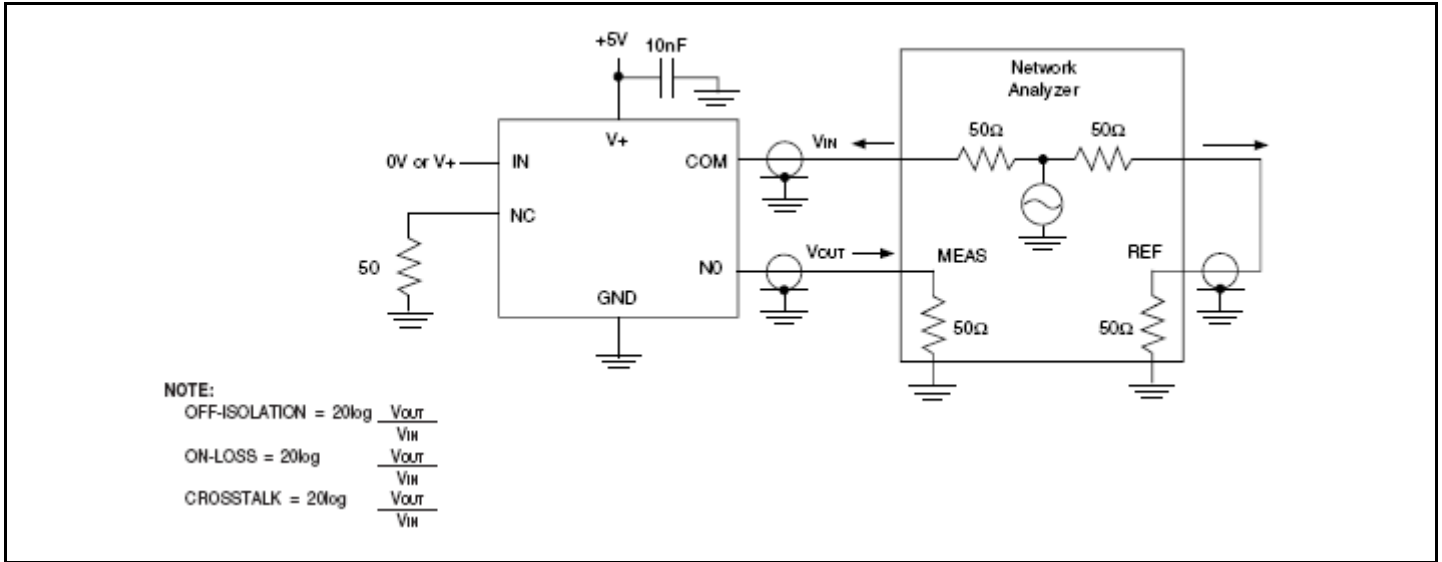 +5V
10nF
Network
Analyzer
V+
50Ω
50Ω
VIN
0V or V+
IN
COM
NC
VOUT
MEAS
REF
50
N0
GND
50Ω
50Ω
NOTE:
OFF-ISOLATION = 20log VOUT
VIN
ON-LOSS = 20log VOUT
VIN
CROSSTALK = 20log VOUT
VIN